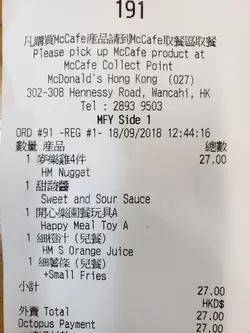 191
凡購買McCafe產品請到McCafe取餐區取餐
Please pick up McCafe product at
McCafe Collect Point
McDonald's Hong Kong (027)
302-308 Hennessy Road, Wancahi, HK
Tel : 2893 9503
MFY Side 1
ORD #91 -REG #1- 18/09/2018 12:44:16
數量 產品 總數
1 麥樂雞4件 27.00
HM Nugget
1 甜酸醬
Sweet and Sour Sauce
1 開心樂園餐玩具A
Happy Meal Toy A
1 細橙汁 (兒餐)
HM S Orange Juice
1 細薯條 (兒餐)
+Small Fries
小計 27.00
HKD$
外賣 Total 27.00
Octopus Payment 27.00